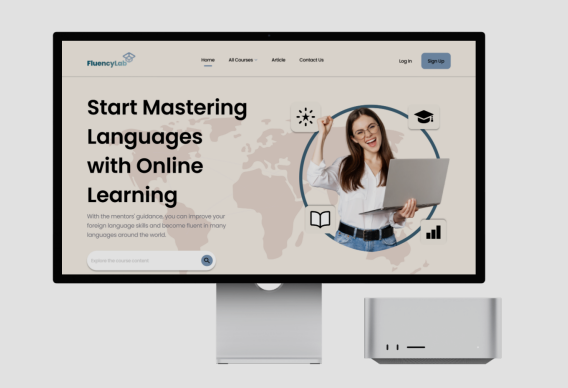 FluencyLab
Home
All Courses
Article
Contact Us
Log In
Sign Up
Start Mastering
Languages
with Online
Learning
With the mentors' guidance, you can improve your
foreign language skills and become fluent in many
languages around the world.
Explore the course content